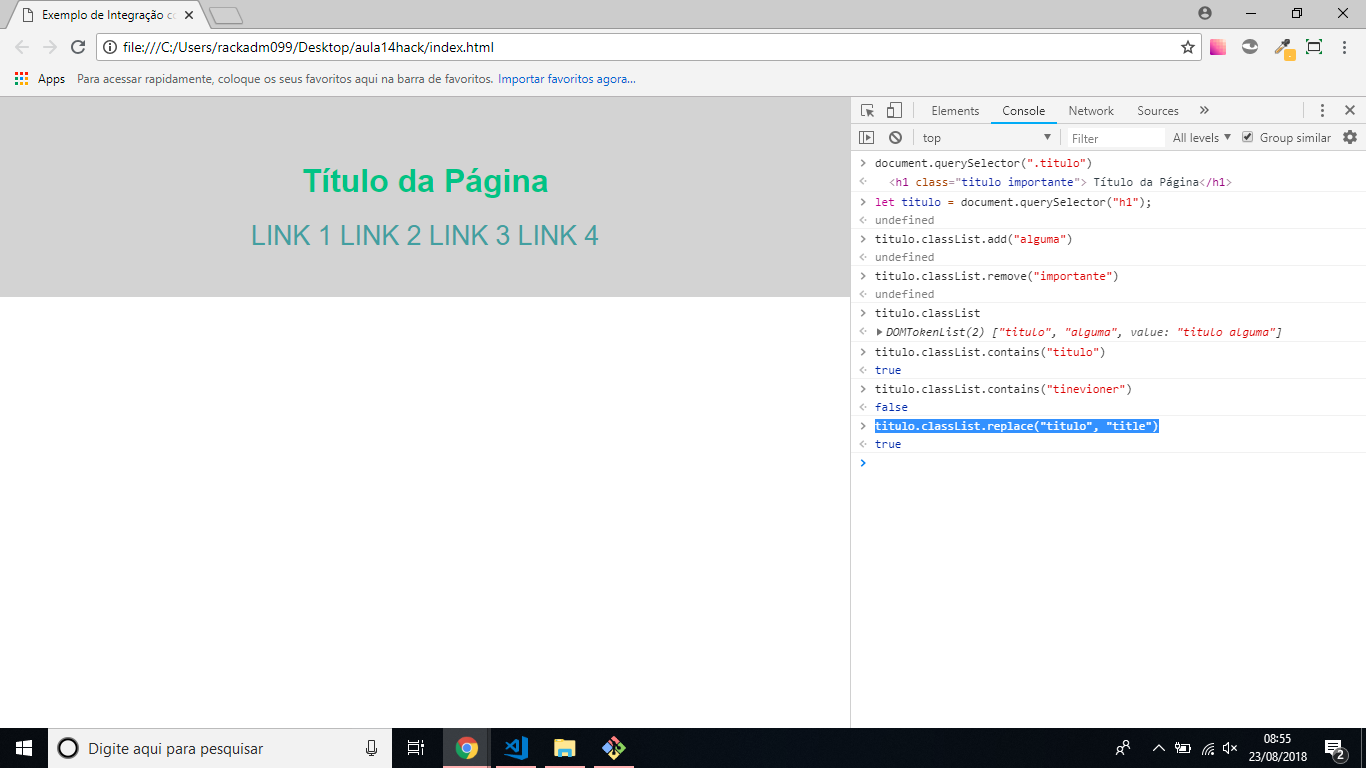 Exemplo de Integração co
file:///C:/Users/rackadm099/Desktop/aula14hack/index.html
Apps Para acessar rapidamente, coloque os seus favoritos aqui na barra de favoritos. Importar favoritos agora...
Título da Página
LINK 1 LINK 2 LINK 3 LINK 4
Elements Console Network Sources »
top Filter All levels Group similar
document.querySelector(".titulo")
<h1 class="titulo importante"> Título da Página</h1>
let titulo = document.querySelector("h1");
undefined
titulo.classList.add("alguma")
undefined
titulo.classList.remove("importante")
undefined
titulo.classList
DOMTokenList(2) ["titulo", "alguma", value: "titulo alguma"]
titulo.classList.contains("titulo")
true
titulo.classList.contains("tinevioner")
false
titulo.classList.replace("titulo", "title")
true
Digite aqui para pesquisar
08:55
23/08/2018
2